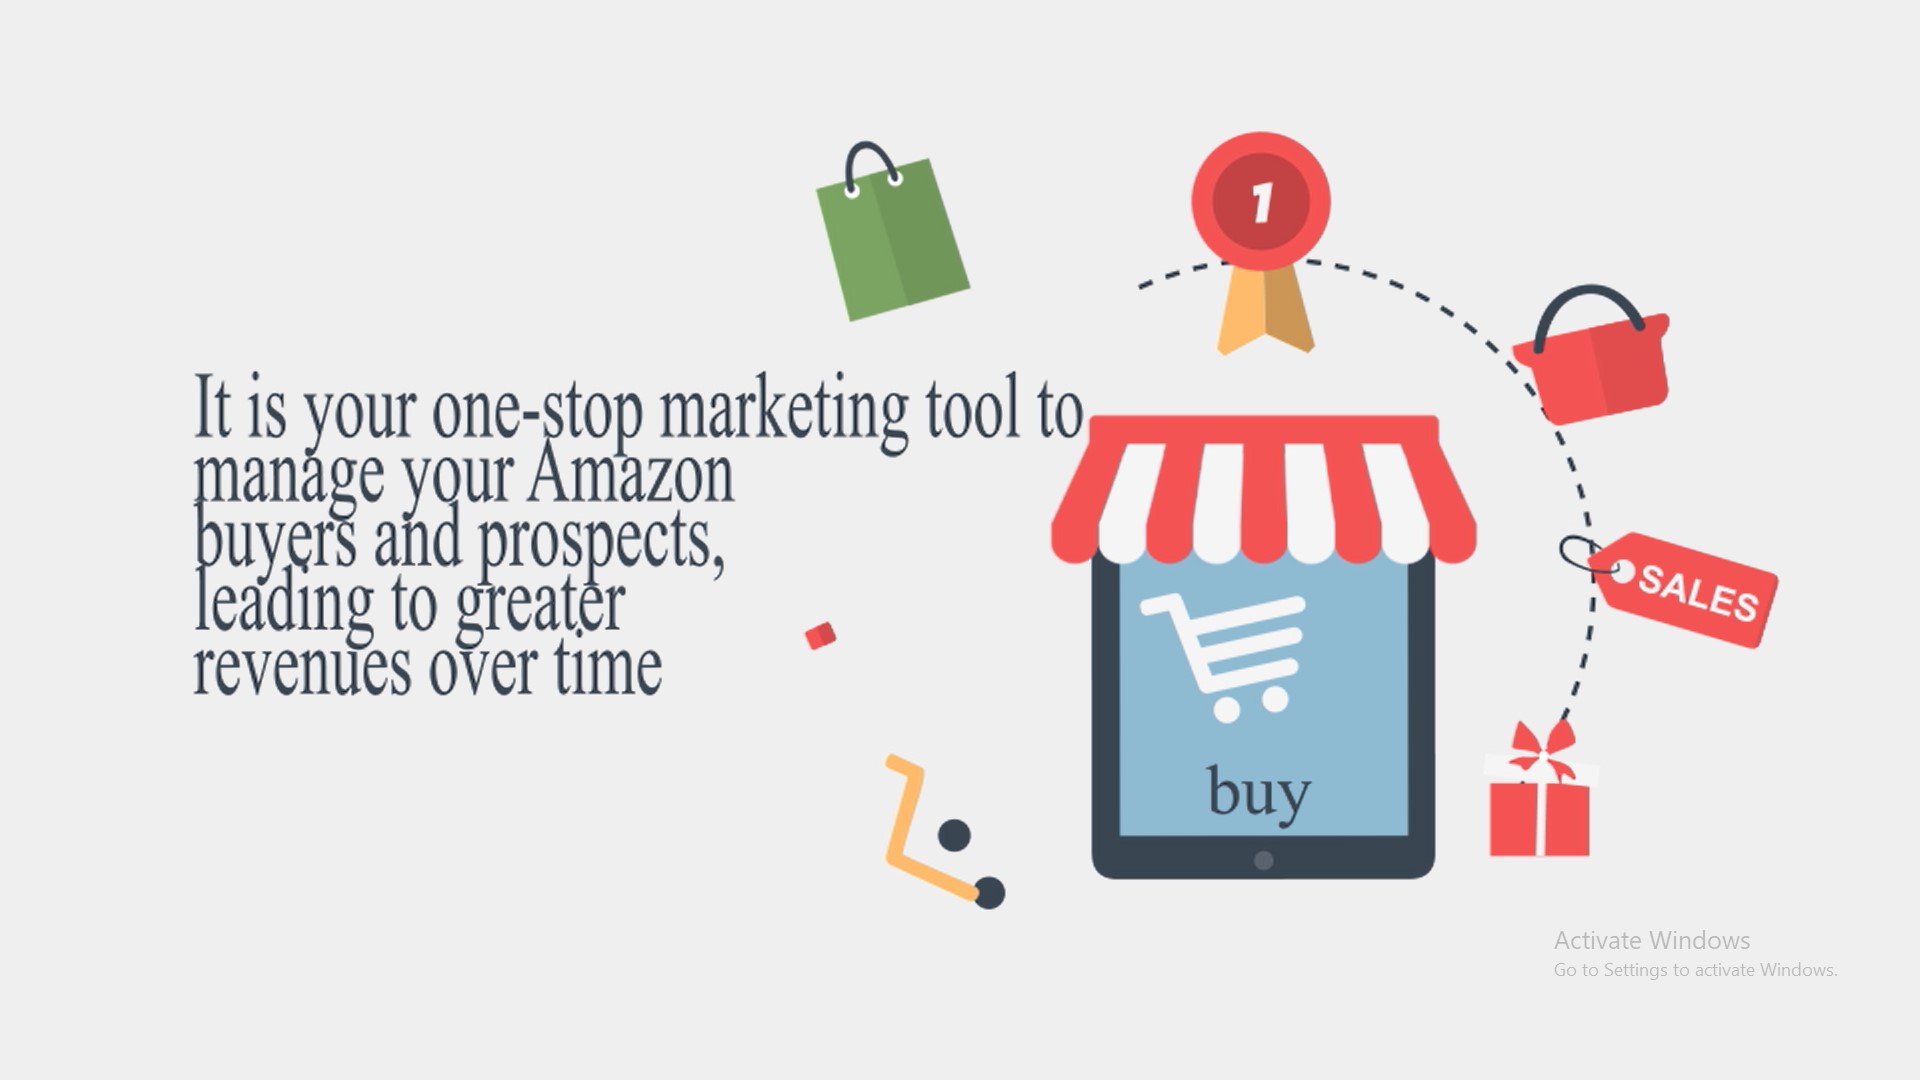 1
It is your one-stop marketing tool to
manage your Amazon
buyers and prospects,
leading to greater
revenues over time
SALES
buy
Activate Windows
Go to Settings to activate Windows.